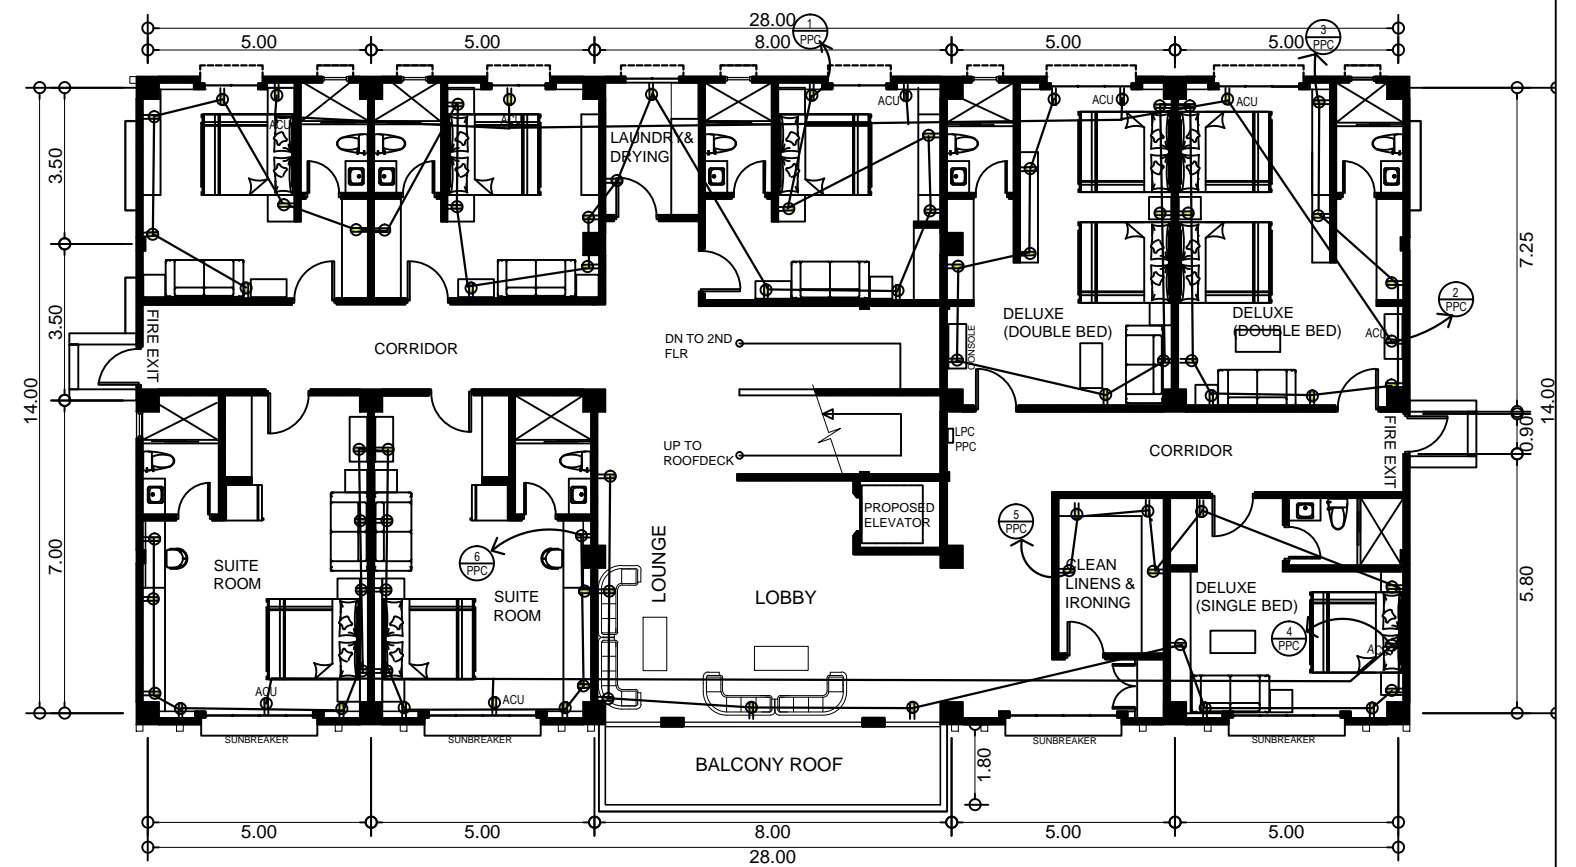 28.00
5.00
5.00
8.00
5.00
5.00
1
PPC
3
PPC
ACU
ACU
ACU
ACU
ACU
LAUNDRY&
DRYING
3.50
3.50
14.00
7.00
7.25
14.00
0.90
5.80
2
PPC
ACU
DELUXE
(DOUBLE BED)
DELUXE
(DOUBLE BED)
CONSOLE
FIRE EXIT
CORRIDOR
DN TO 2ND
FLR
UP TO
ROOFDECK
LPC
PPC
CORRIDOR
FIRE EXIT
PROPOSED
ELEVATOR
5
PPC
6
PPC
SUITE
ROOM
SUITE
ROOM
LOUNGE
LOBBY
CLEAN
LINENS &
IRONING
DELUXE
(SINGLE BED)
4
PPC
ACU
ACU
ACU
SUNBREAKER
SUNBREAKER
SUNBREAKER
SUNBREAKER
BALCONY ROOF
1.80
5.00
5.00
8.00
5.00
5.00
28.00